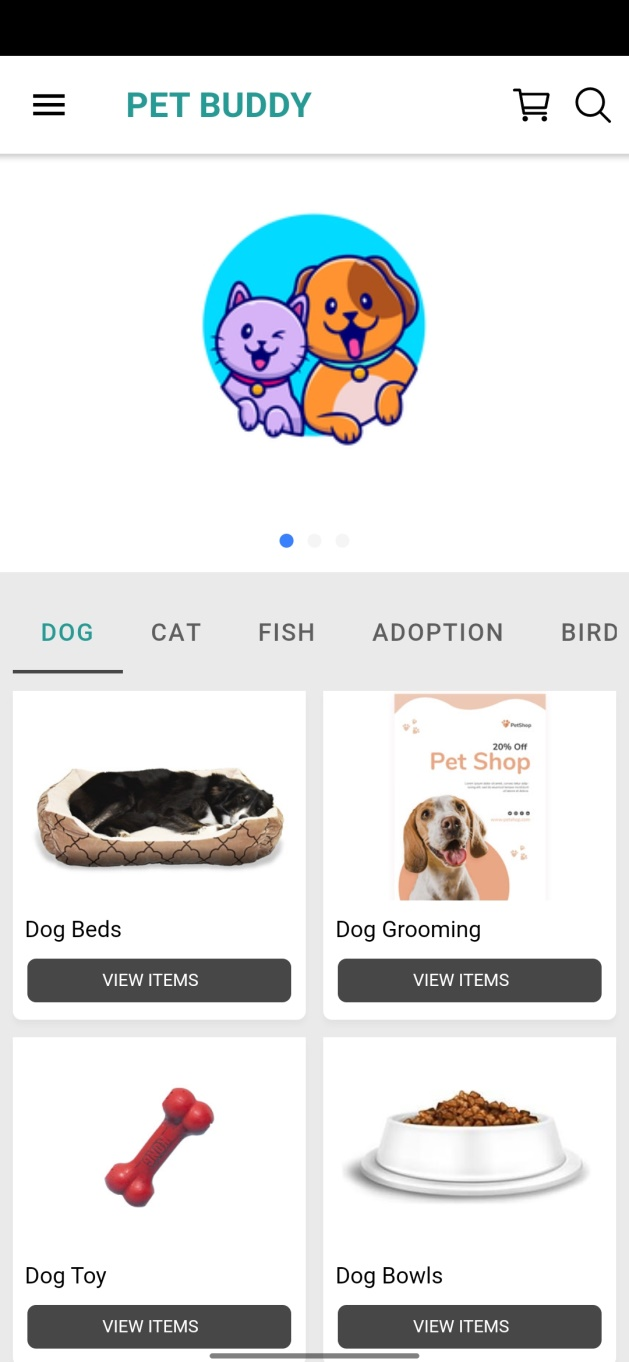 PET BUDDY
DOG CAT FISH ADOPTION BIRD
PetShop
20% Off
Pet Shop
Dog Beds
Dog Grooming
VIEW ITEMS
VIEW ITEMS
Dog Toy
Dog Bowls
VIEW ITEMS
VIEW ITEMS